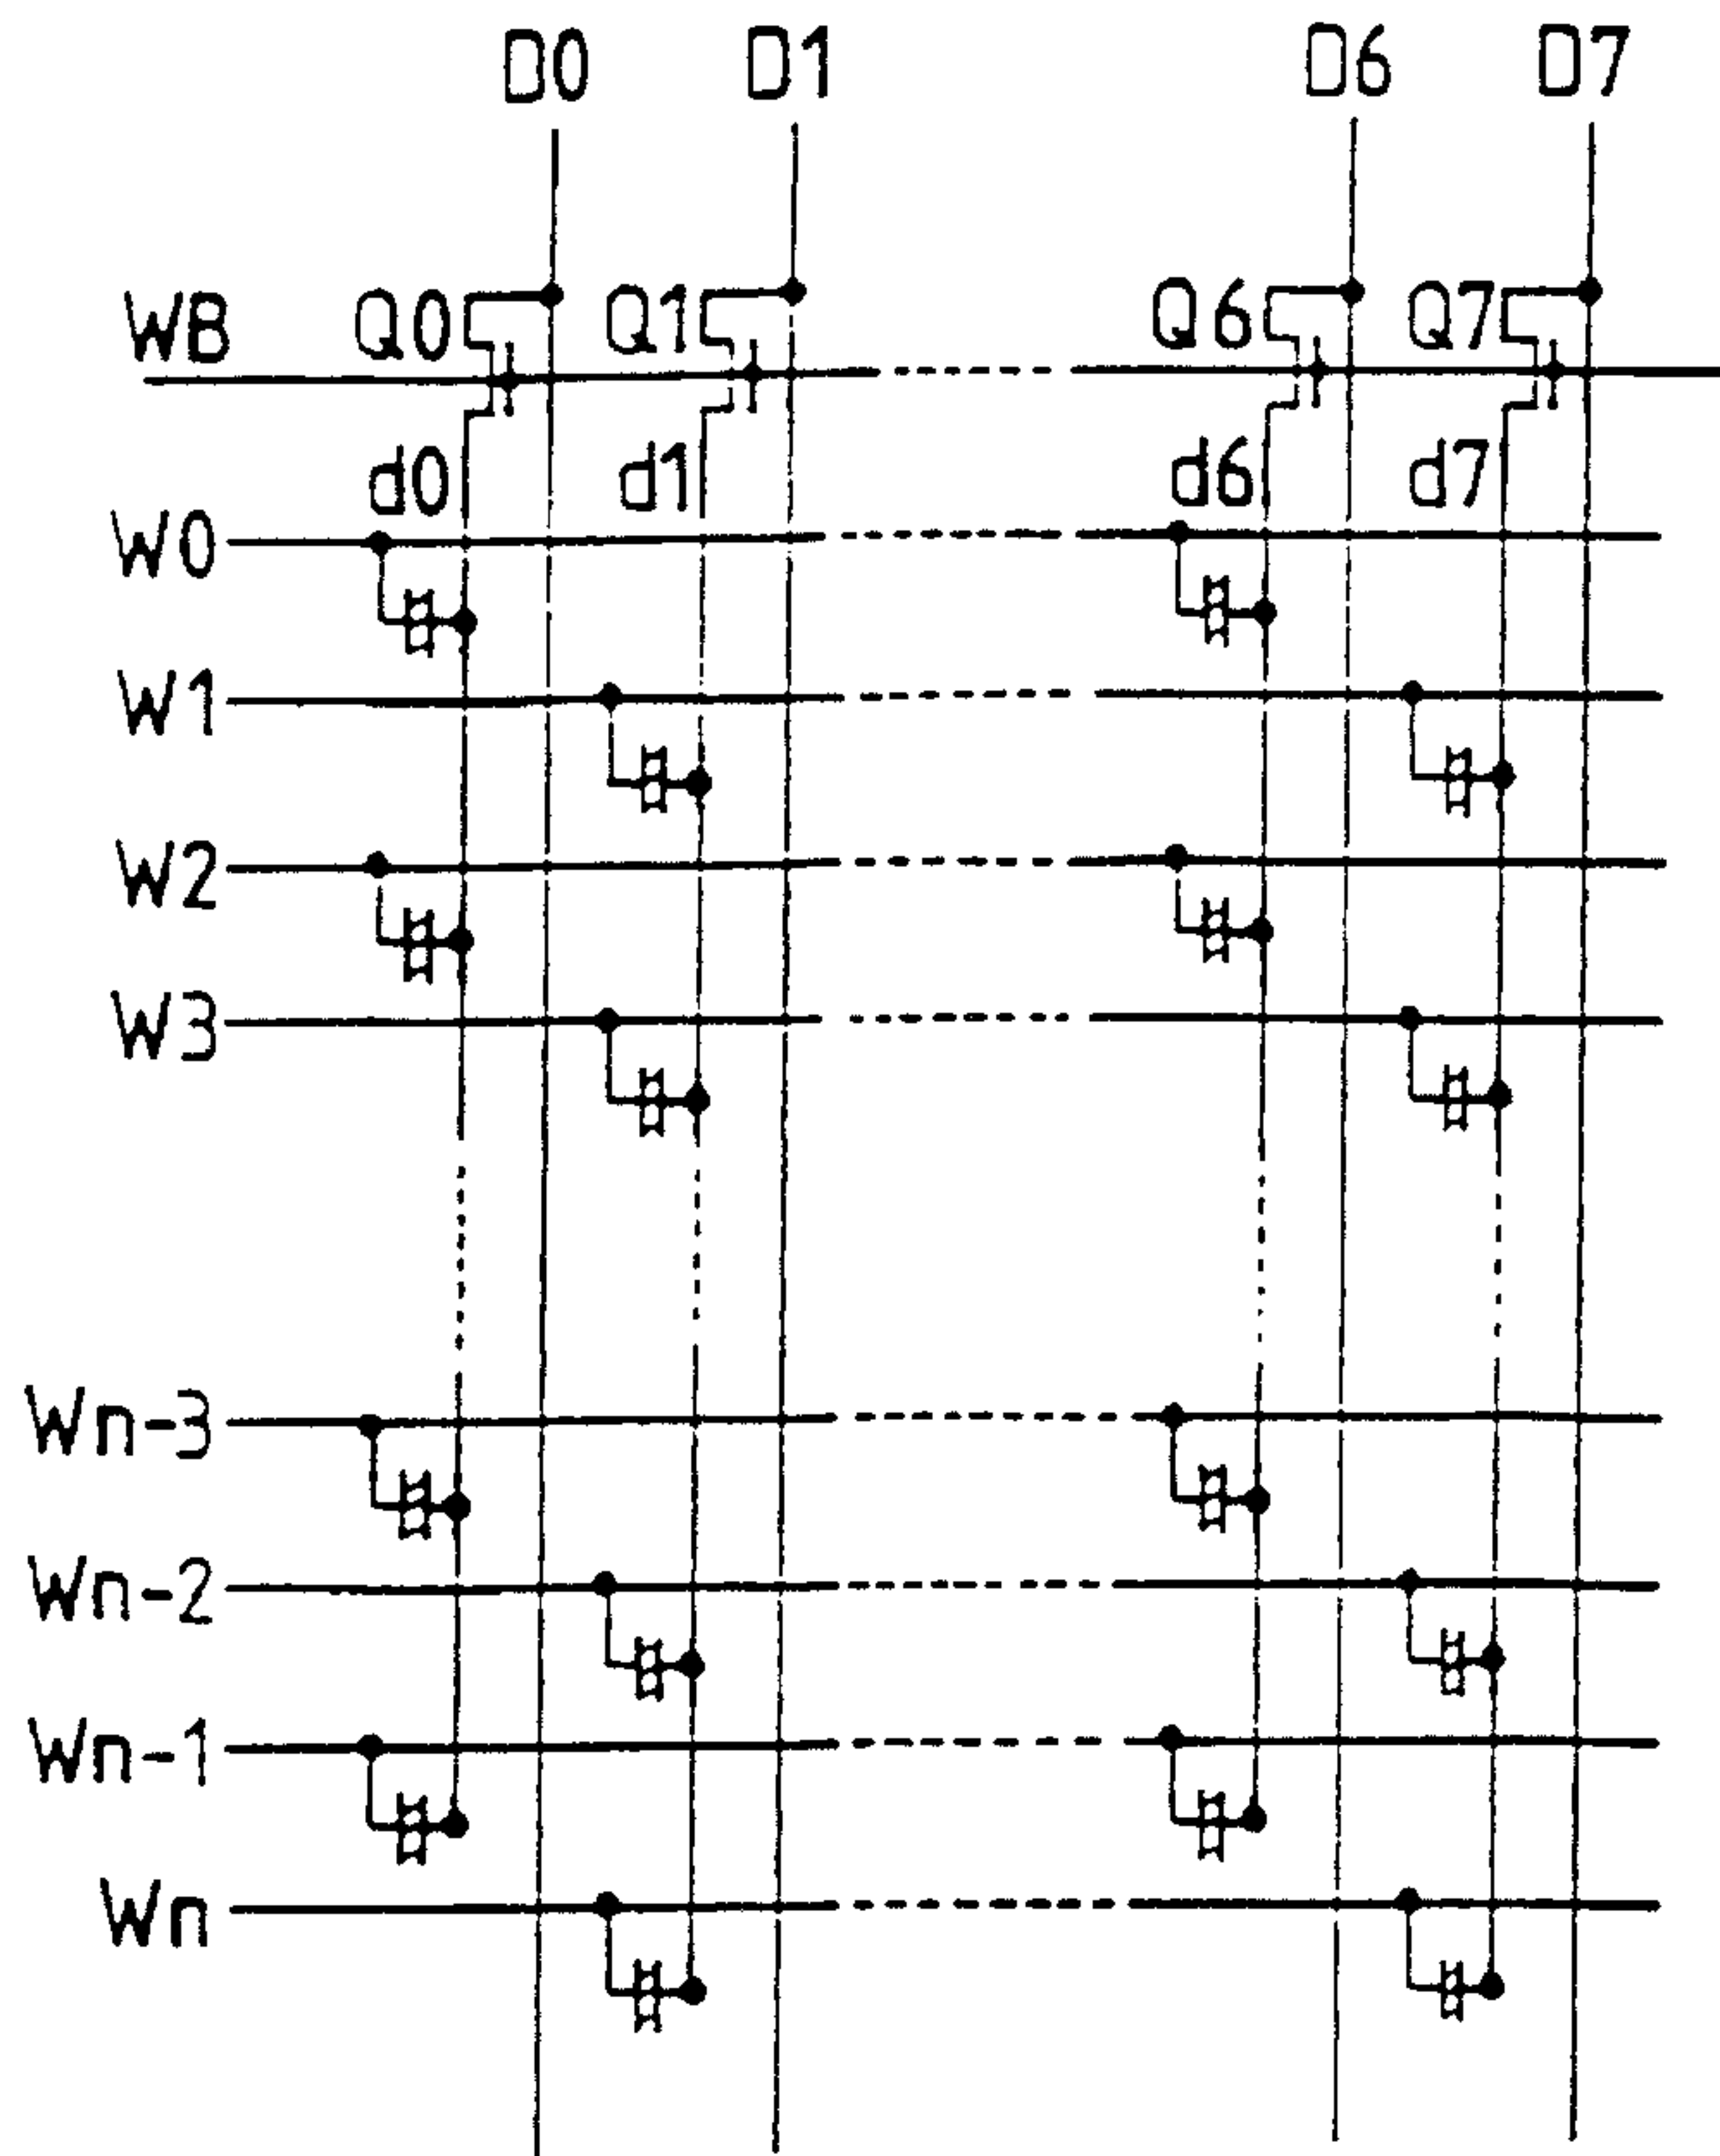 D0 D1 D6 D7
WB Q0 Q1 Q6 Q7
d0 d1 d6 d7
W0
W1
W2
W3
Wn-3
Wn-2
Wn-1
Wn